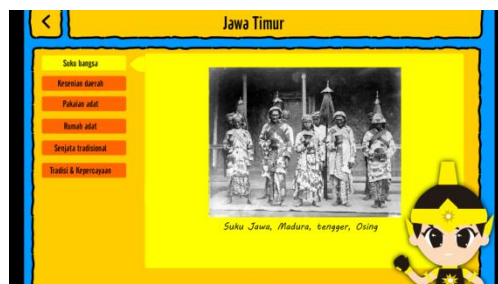 Jawa Timur
Suku bangsa
Kesenian daerah
Pakaian adat
Rumah adat
Senjata tradisional
Tradisi & Kepercayaan
Suku Jawa, Madura, tengger, Osing